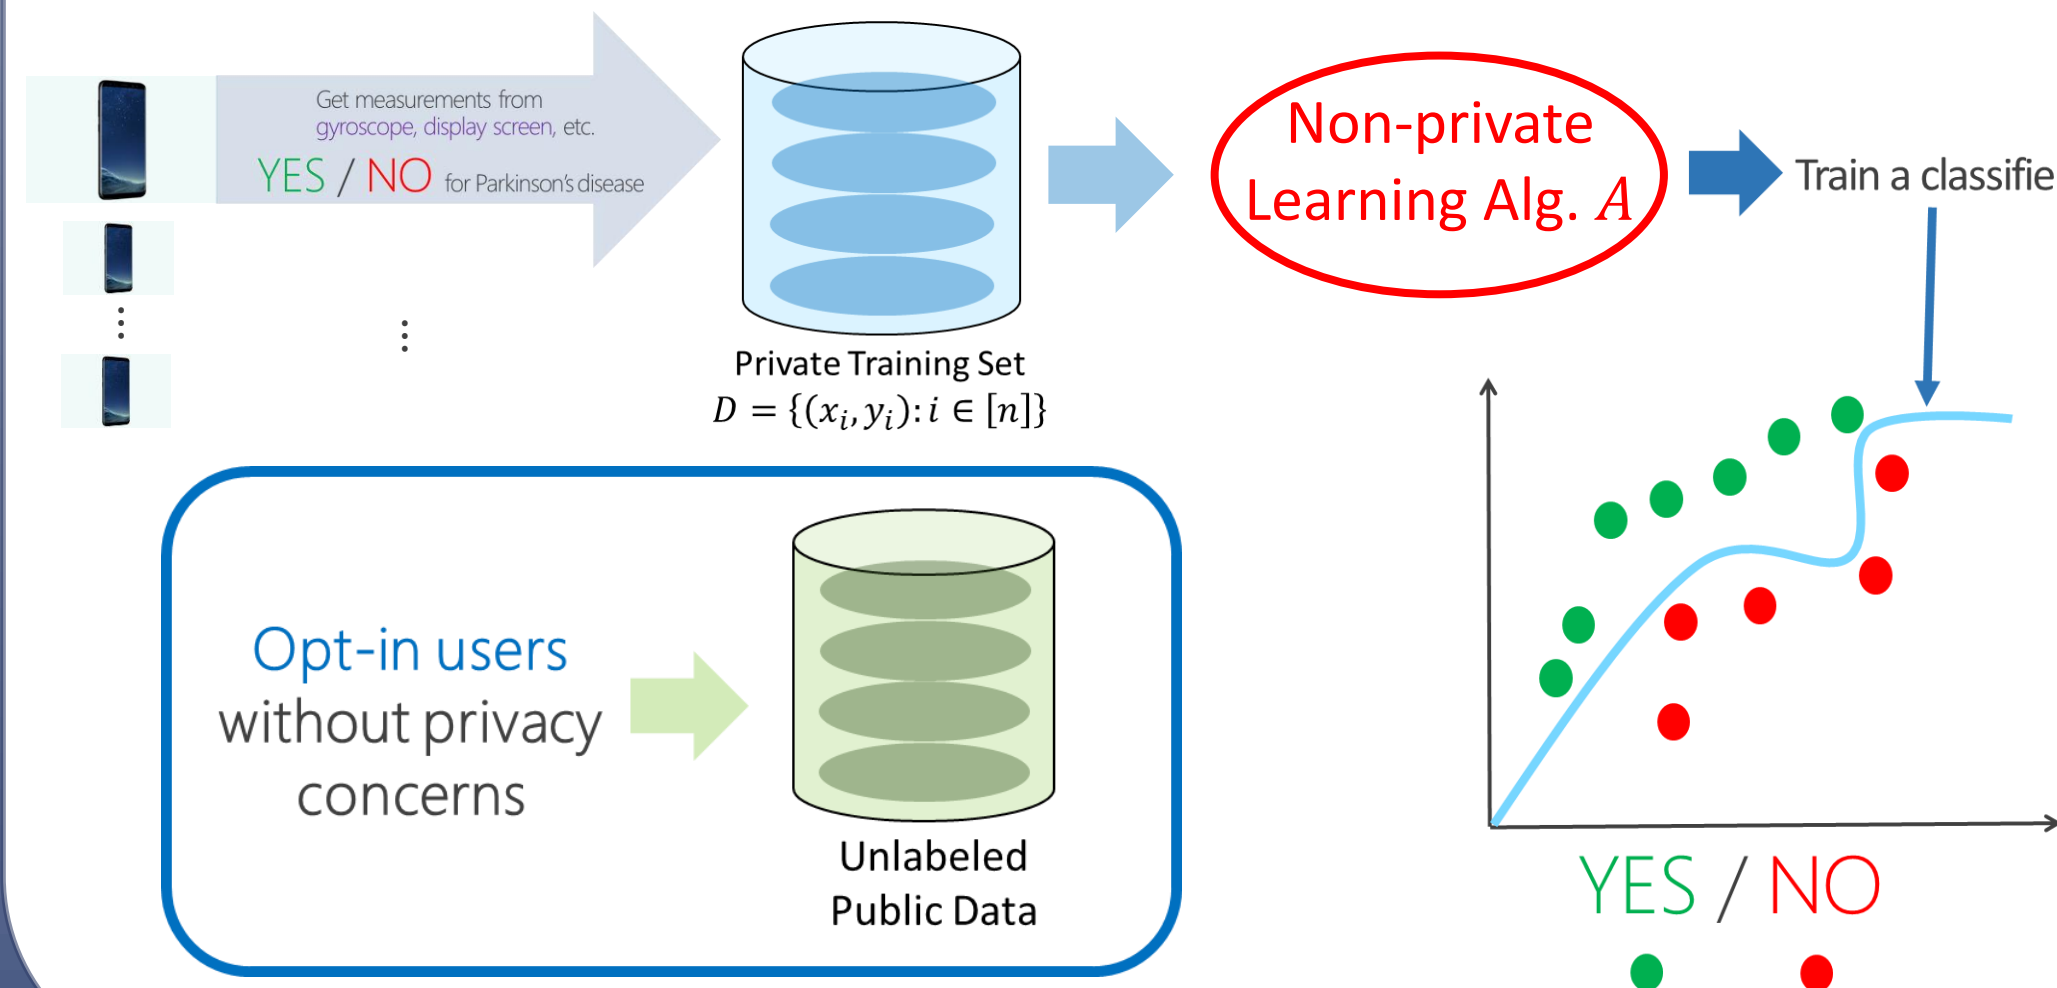 Get measurements from
gyroscope, display screen, etc.
YES / NO for Parkinson's disease
⋮
⋮
Private Training Set
D = {(xᵢ, yᵢ): i ∈ [n]}
Non-private
Learning Alg. A
Train a classifie
Opt-in users
without privacy
concerns
Unlabeled
Public Data
YES / NO